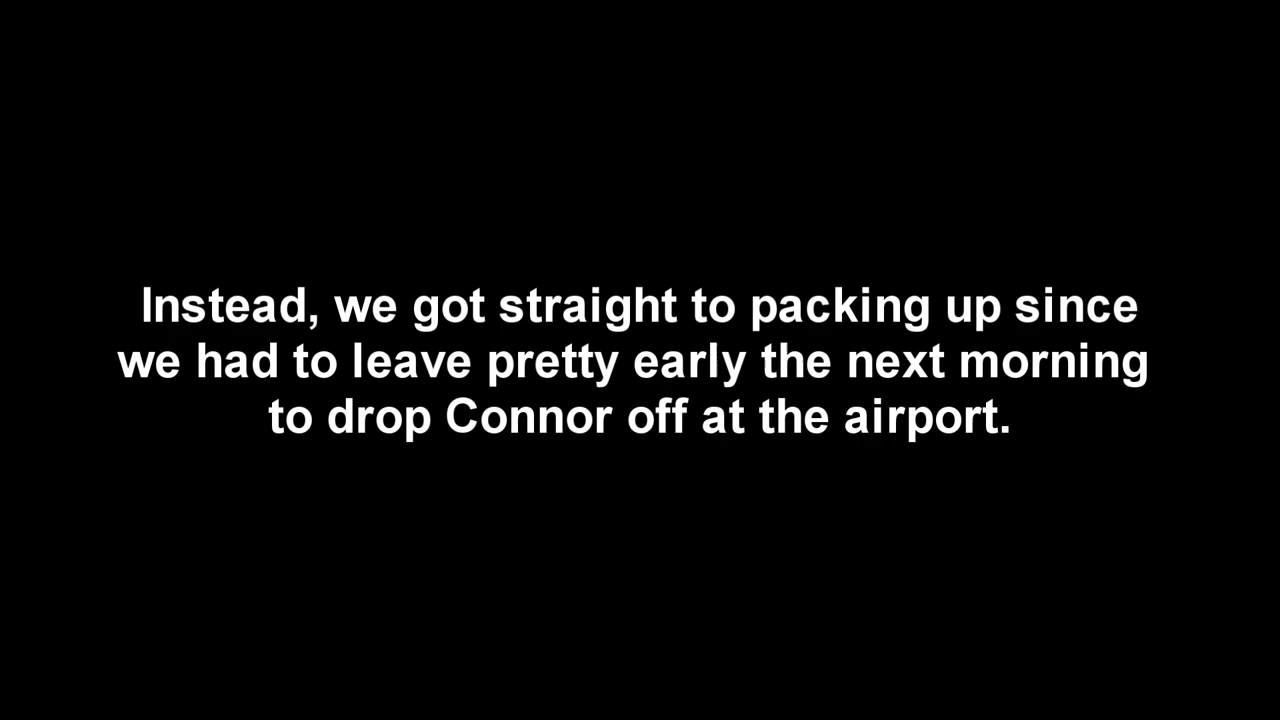 Instead, we got straight to packing up since
we had to leave pretty early the next morning
to drop Connor off at the airport.